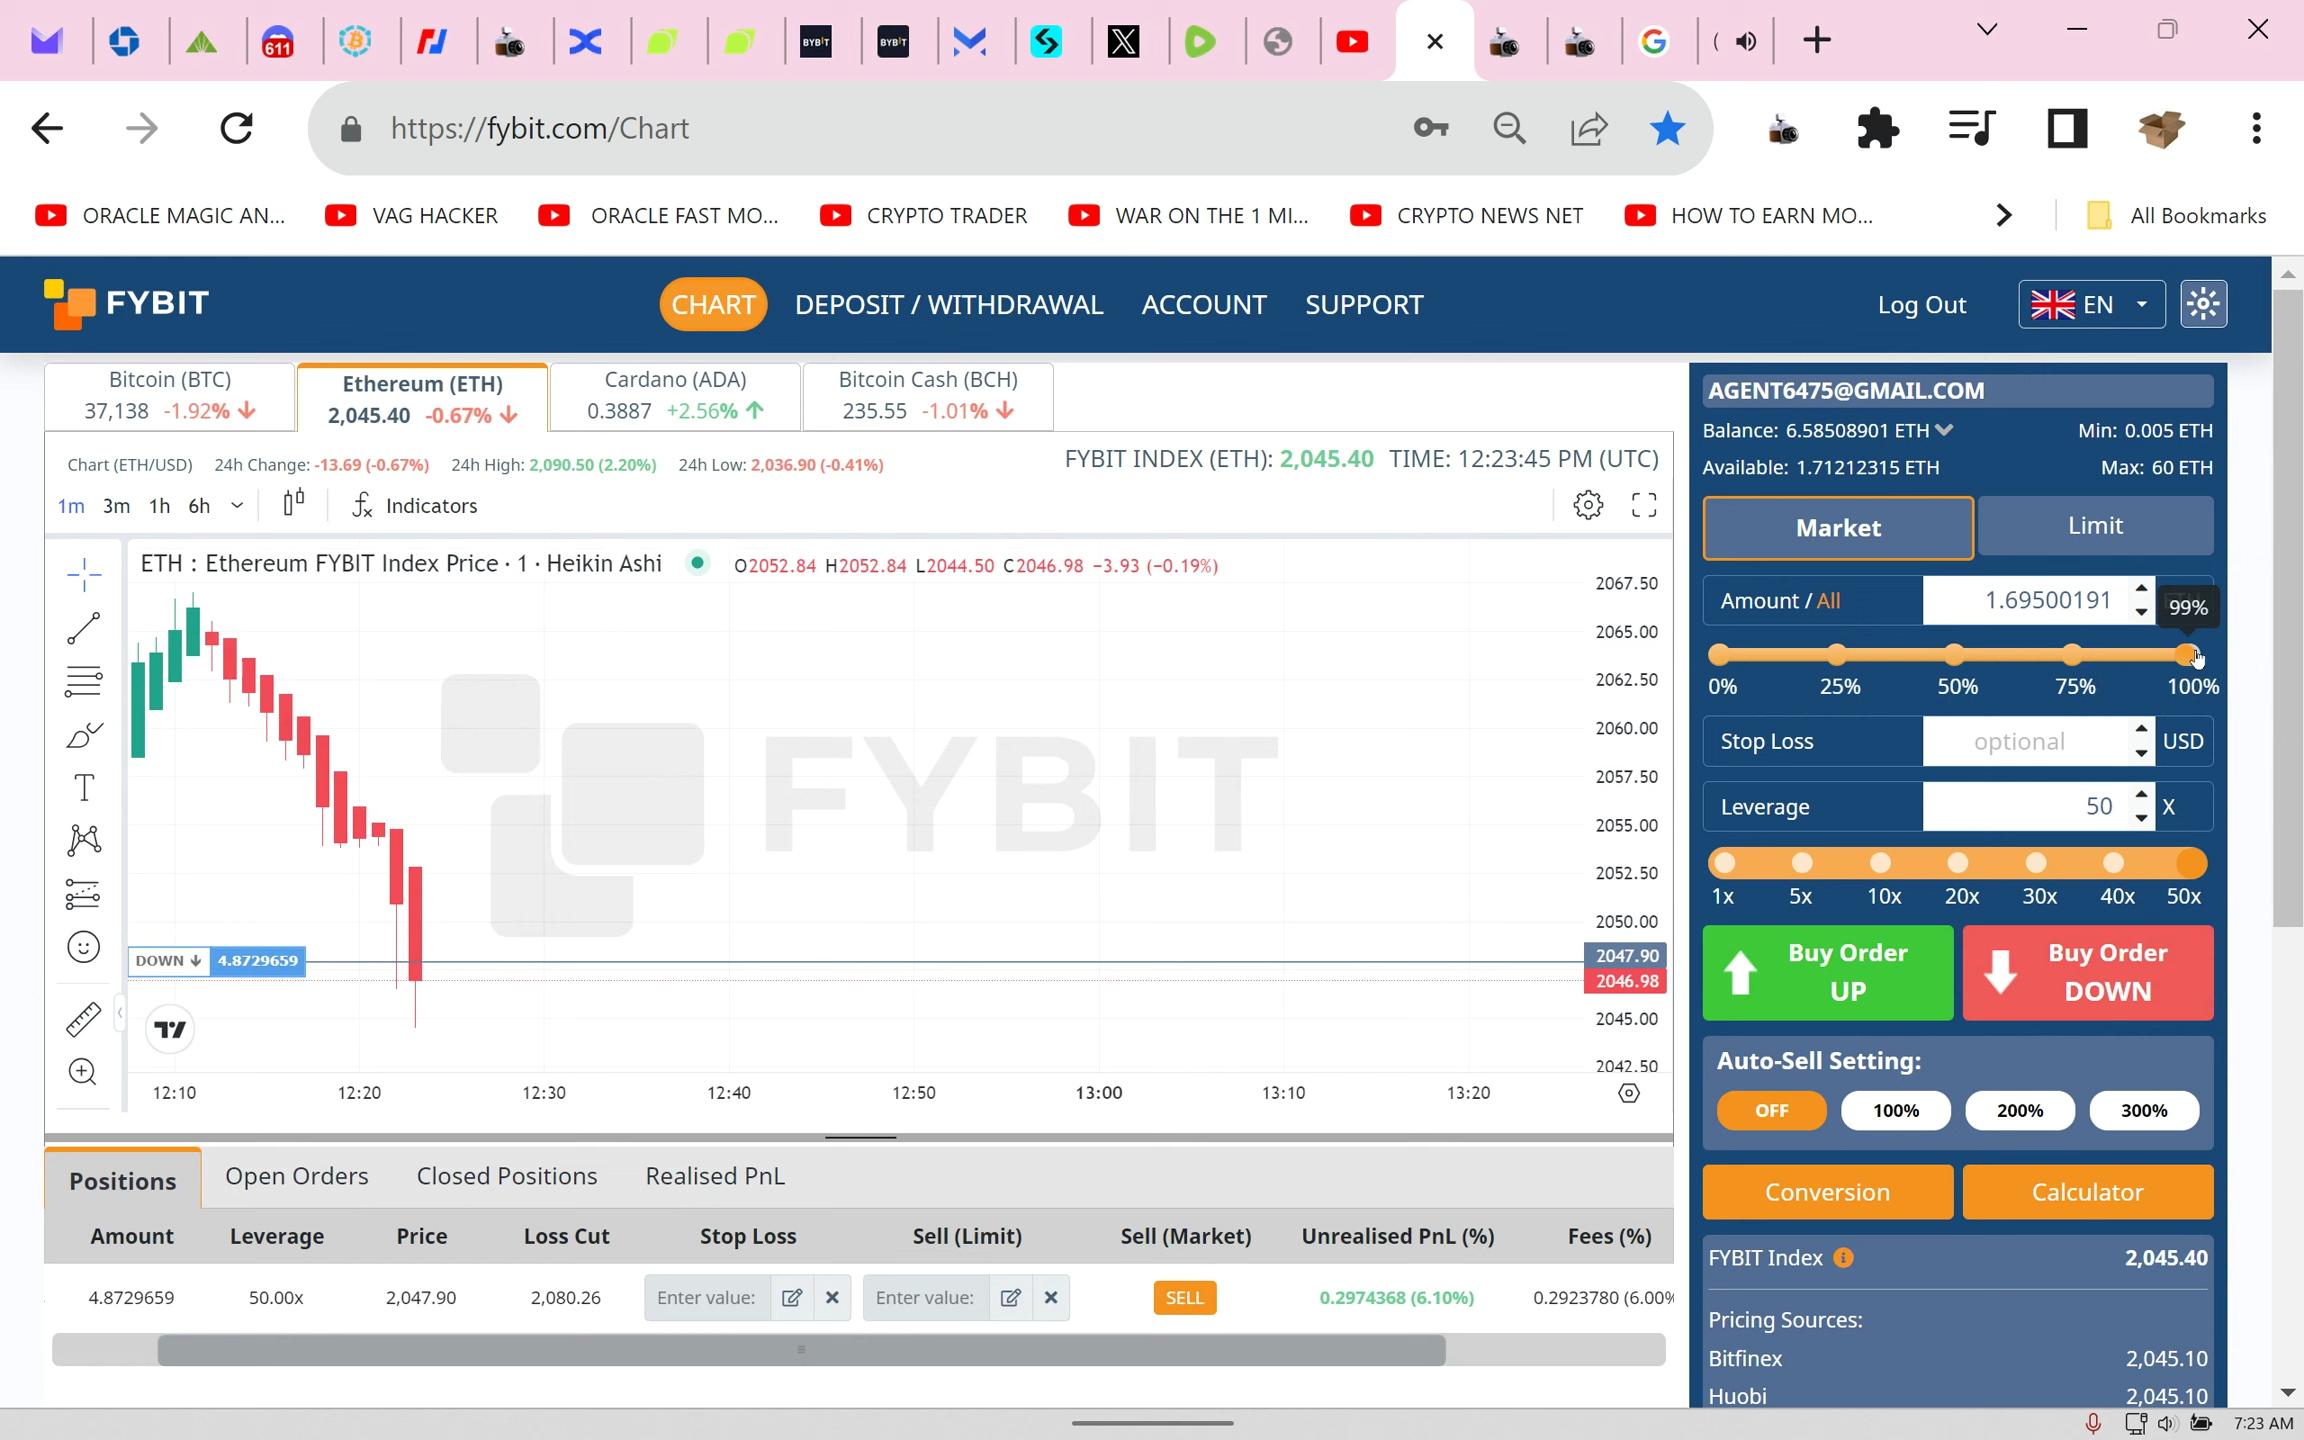 611
BYBIT
BYBIT
https://fybit.com/Chart
ORACLE MAGIC AN... VAG HACKER ORACLE FAST MO... CRYPTO TRADER WAR ON THE 1 MI... CRYPTO NEWS NET HOW TO EARN MO... All Bookmarks
FYBIT CHART DEPOSIT / WITHDRAWAL ACCOUNT SUPPORT Log Out EN
Bitcoin (BTC) Ethereum (ETH) Cardano (ADA) Bitcoin Cash (BCH)
37,138 -1.92% 2,045.40 -0.67% 0.3887 +2.56% 235.55 -1.01%
Chart (ETH/USD) 24h Change: -13.69 (-0.67%) 24h High: 2,090.50 (2.20%) 24h Low: 2,036.90 (-0.41%) FYBIT INDEX (ETH): 2,045.40 TIME: 12:23:45 PM (UTC)
1m 3m 1h 6h Indicators
ETH : Ethereum FYBIT Index Price · 1 · Heikin Ashi O2052.84 H2052.84 L2044.50 C2046.98 −3.93 (−0.19%)
2067.50
2065.00
2062.50
2060.00
2057.50
2055.00
2052.50
2050.00
FYBIT
DOWN 4.8729659 2047.90
2046.98
2045.00
2042.50
12:10 12:20 12:30 12:40 12:50 13:00 13:10 13:20
Positions Open Orders Closed Positions Realised PnL
Amount Leverage Price Loss Cut Stop Loss Sell (Limit) Sell (Market) Unrealised PnL (%) Fees (%)
4.8729659 50.00x 2,047.90 2,080.26 Enter value: Enter value: SELL 0.2974368 (6.10%) 0.2923780 (6.00%
AGENT6475@GMAIL.COM
Balance: 6.58508901 ETH Min: 0.005 ETH
Available: 1.71212315 ETH Max: 60 ETH
Market Limit
Amount / All 1.69500191 99%
0% 25% 50% 75% 100%
Stop Loss optional USD
Leverage 50 X
1x 5x 10x 20x 30x 40x 50x
Buy Order UP Buy Order DOWN
Auto-Sell Setting:
OFF 100% 200% 300%
Conversion Calculator
FYBIT Index 2,045.40
Pricing Sources:
Bitfinex 2,045.10
Huobi 2,045.10
7:23 AM